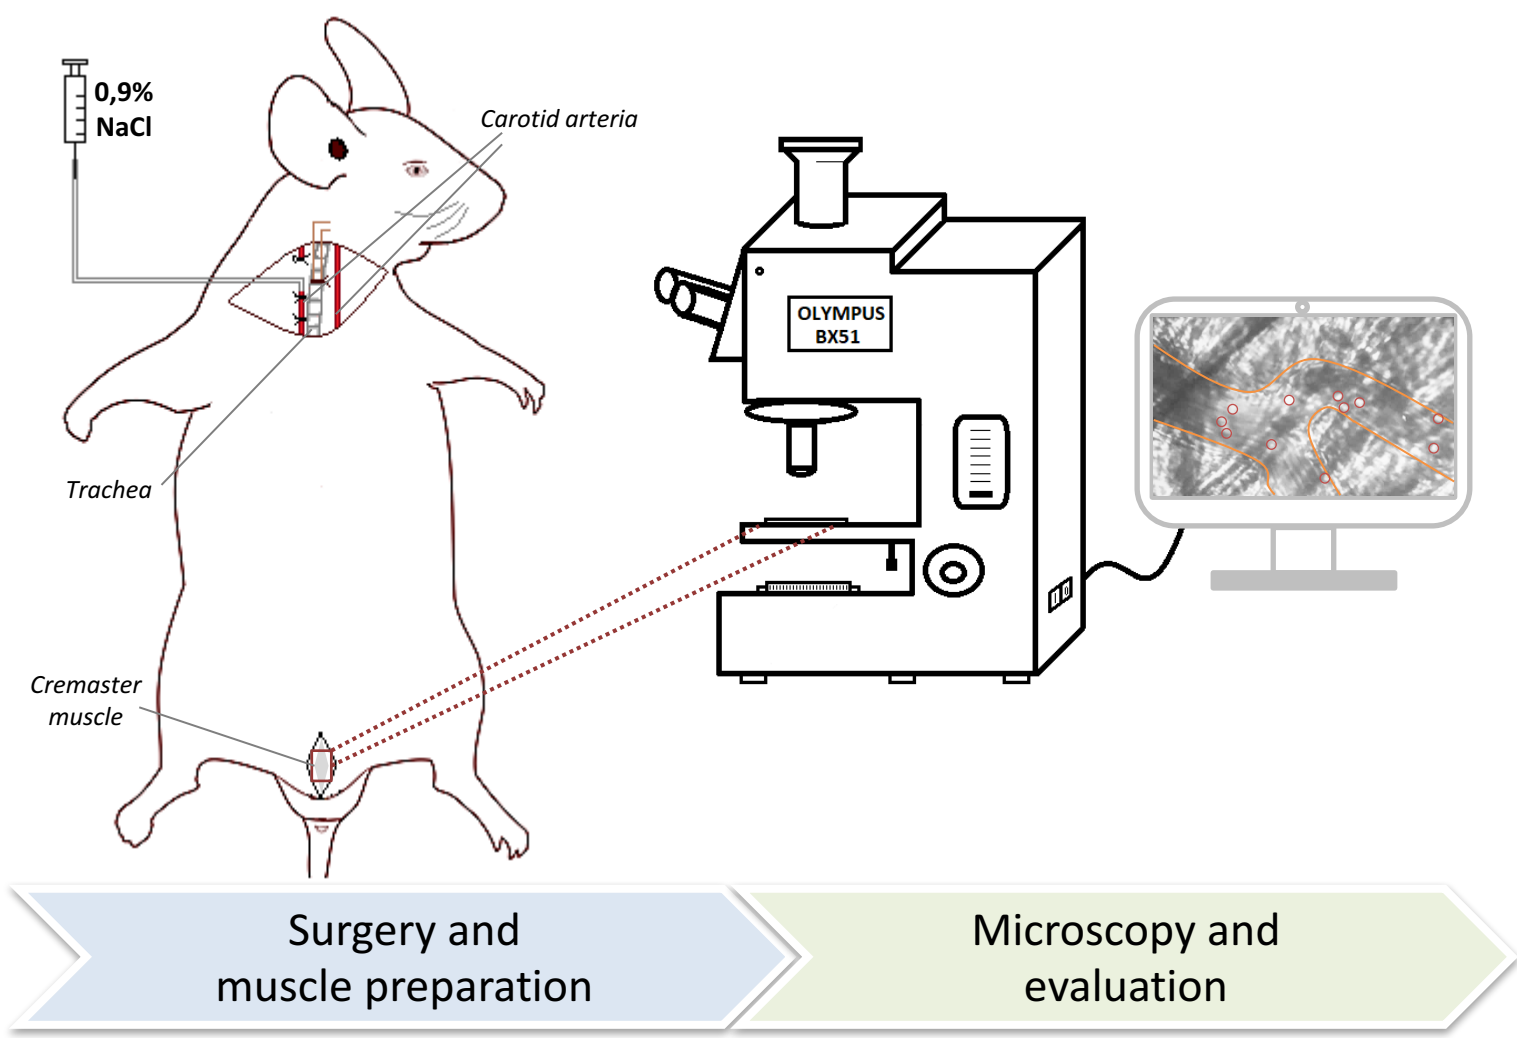 0,9%
NaCl
Carotid arteria
OLYMPUS
BX51
Trachea
Cremaster
muscle
Surgery and
muscle preparation
Microscopy and
evaluation